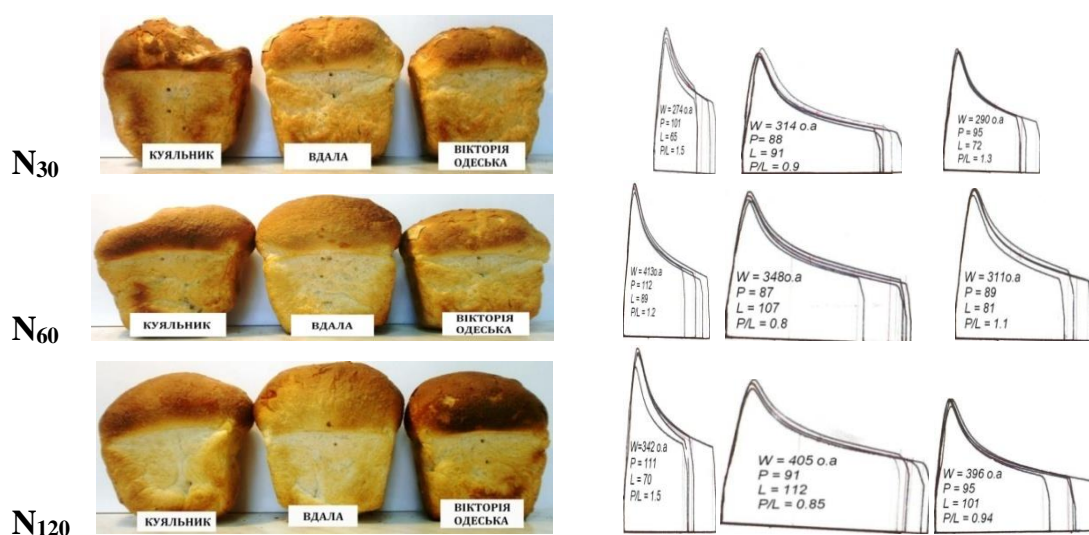 N30
КУЯЛЬНИК
ВДАЛА
ВІКТОРІЯ
ОДЕСЬКА
W = 274 o.a
P = 101
L = 65
P/L = 1.5
W = 314 o.a
P= 88
L = 91
P/L = 0.9
W = 290 o.a
P = 95
L = 72
P/L = 1.3
N60
КУЯЛЬНИК
ВДАЛА
ВІКТОРІЯ
ОДЕСЬКА
W = 413o.a
P = 112
L = 89
P/L = 1.2
W = 348o.a
P = 87
L = 107
P/L = 0.8
W = 311o.a
P = 89
L = 81
P/L = 1.1
N120
КУЯЛЬНИК
ВДАЛА
ВІКТОРІЯ
ОДЕСЬКА
W=342 o.a
P = 111
L = 70
P/L = 1.5
W = 405 o.a
P = 91
L = 112
P/L = 0.85
W = 396 o.a
P = 95
L = 101
P/L = 0.94